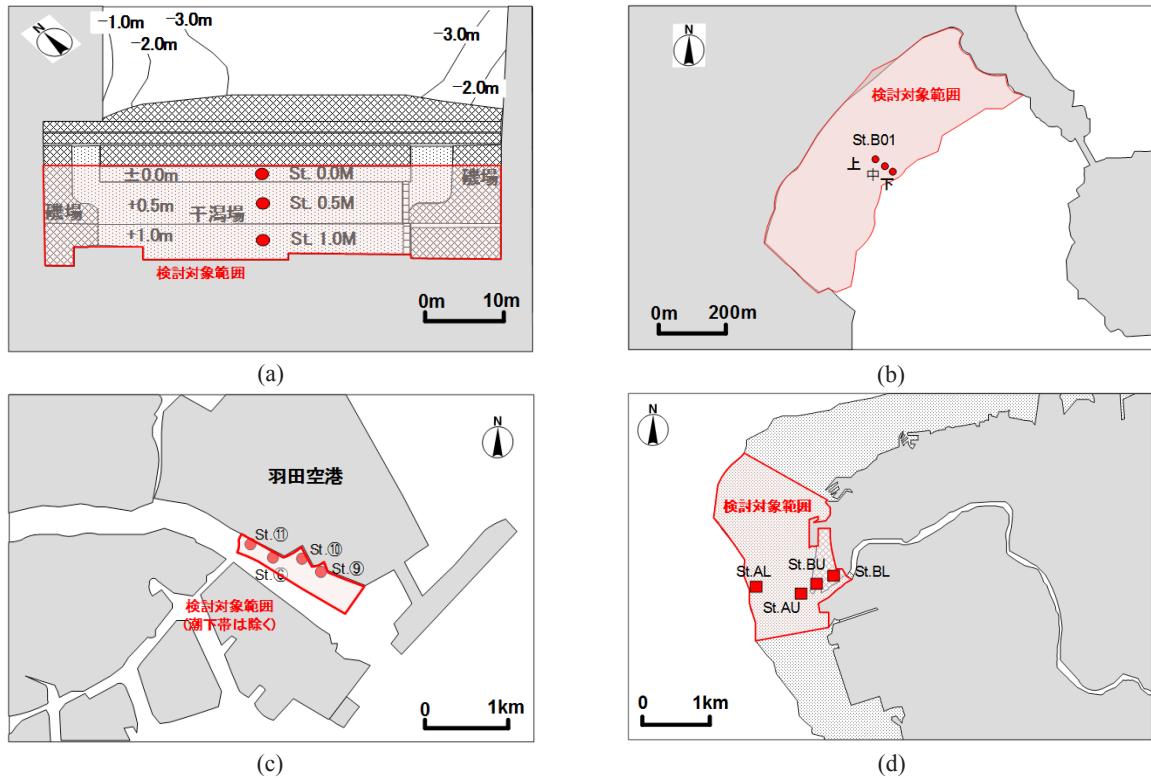 N
−1.0m
−3.0m
−2.0m
−3.0m
−2.0m
±0.0m
St. 0.0M
磯場
磯場
+0.5m
干潟場
St. 0.5M
+1.0m
St. 1.0M
検討対象範囲
0m
10m
(a)
N
検討対象範囲
St.B01
上
中
下
0m
200m
(b)
N
羽田空港
St.⑪
St.⑩
St.⑨
検討対象範囲
(潮下帯は除く)
0
1km
(c)
N
検討対象範囲
St.AL
St.BU
St.BL
St.AU
0
1km
(d)